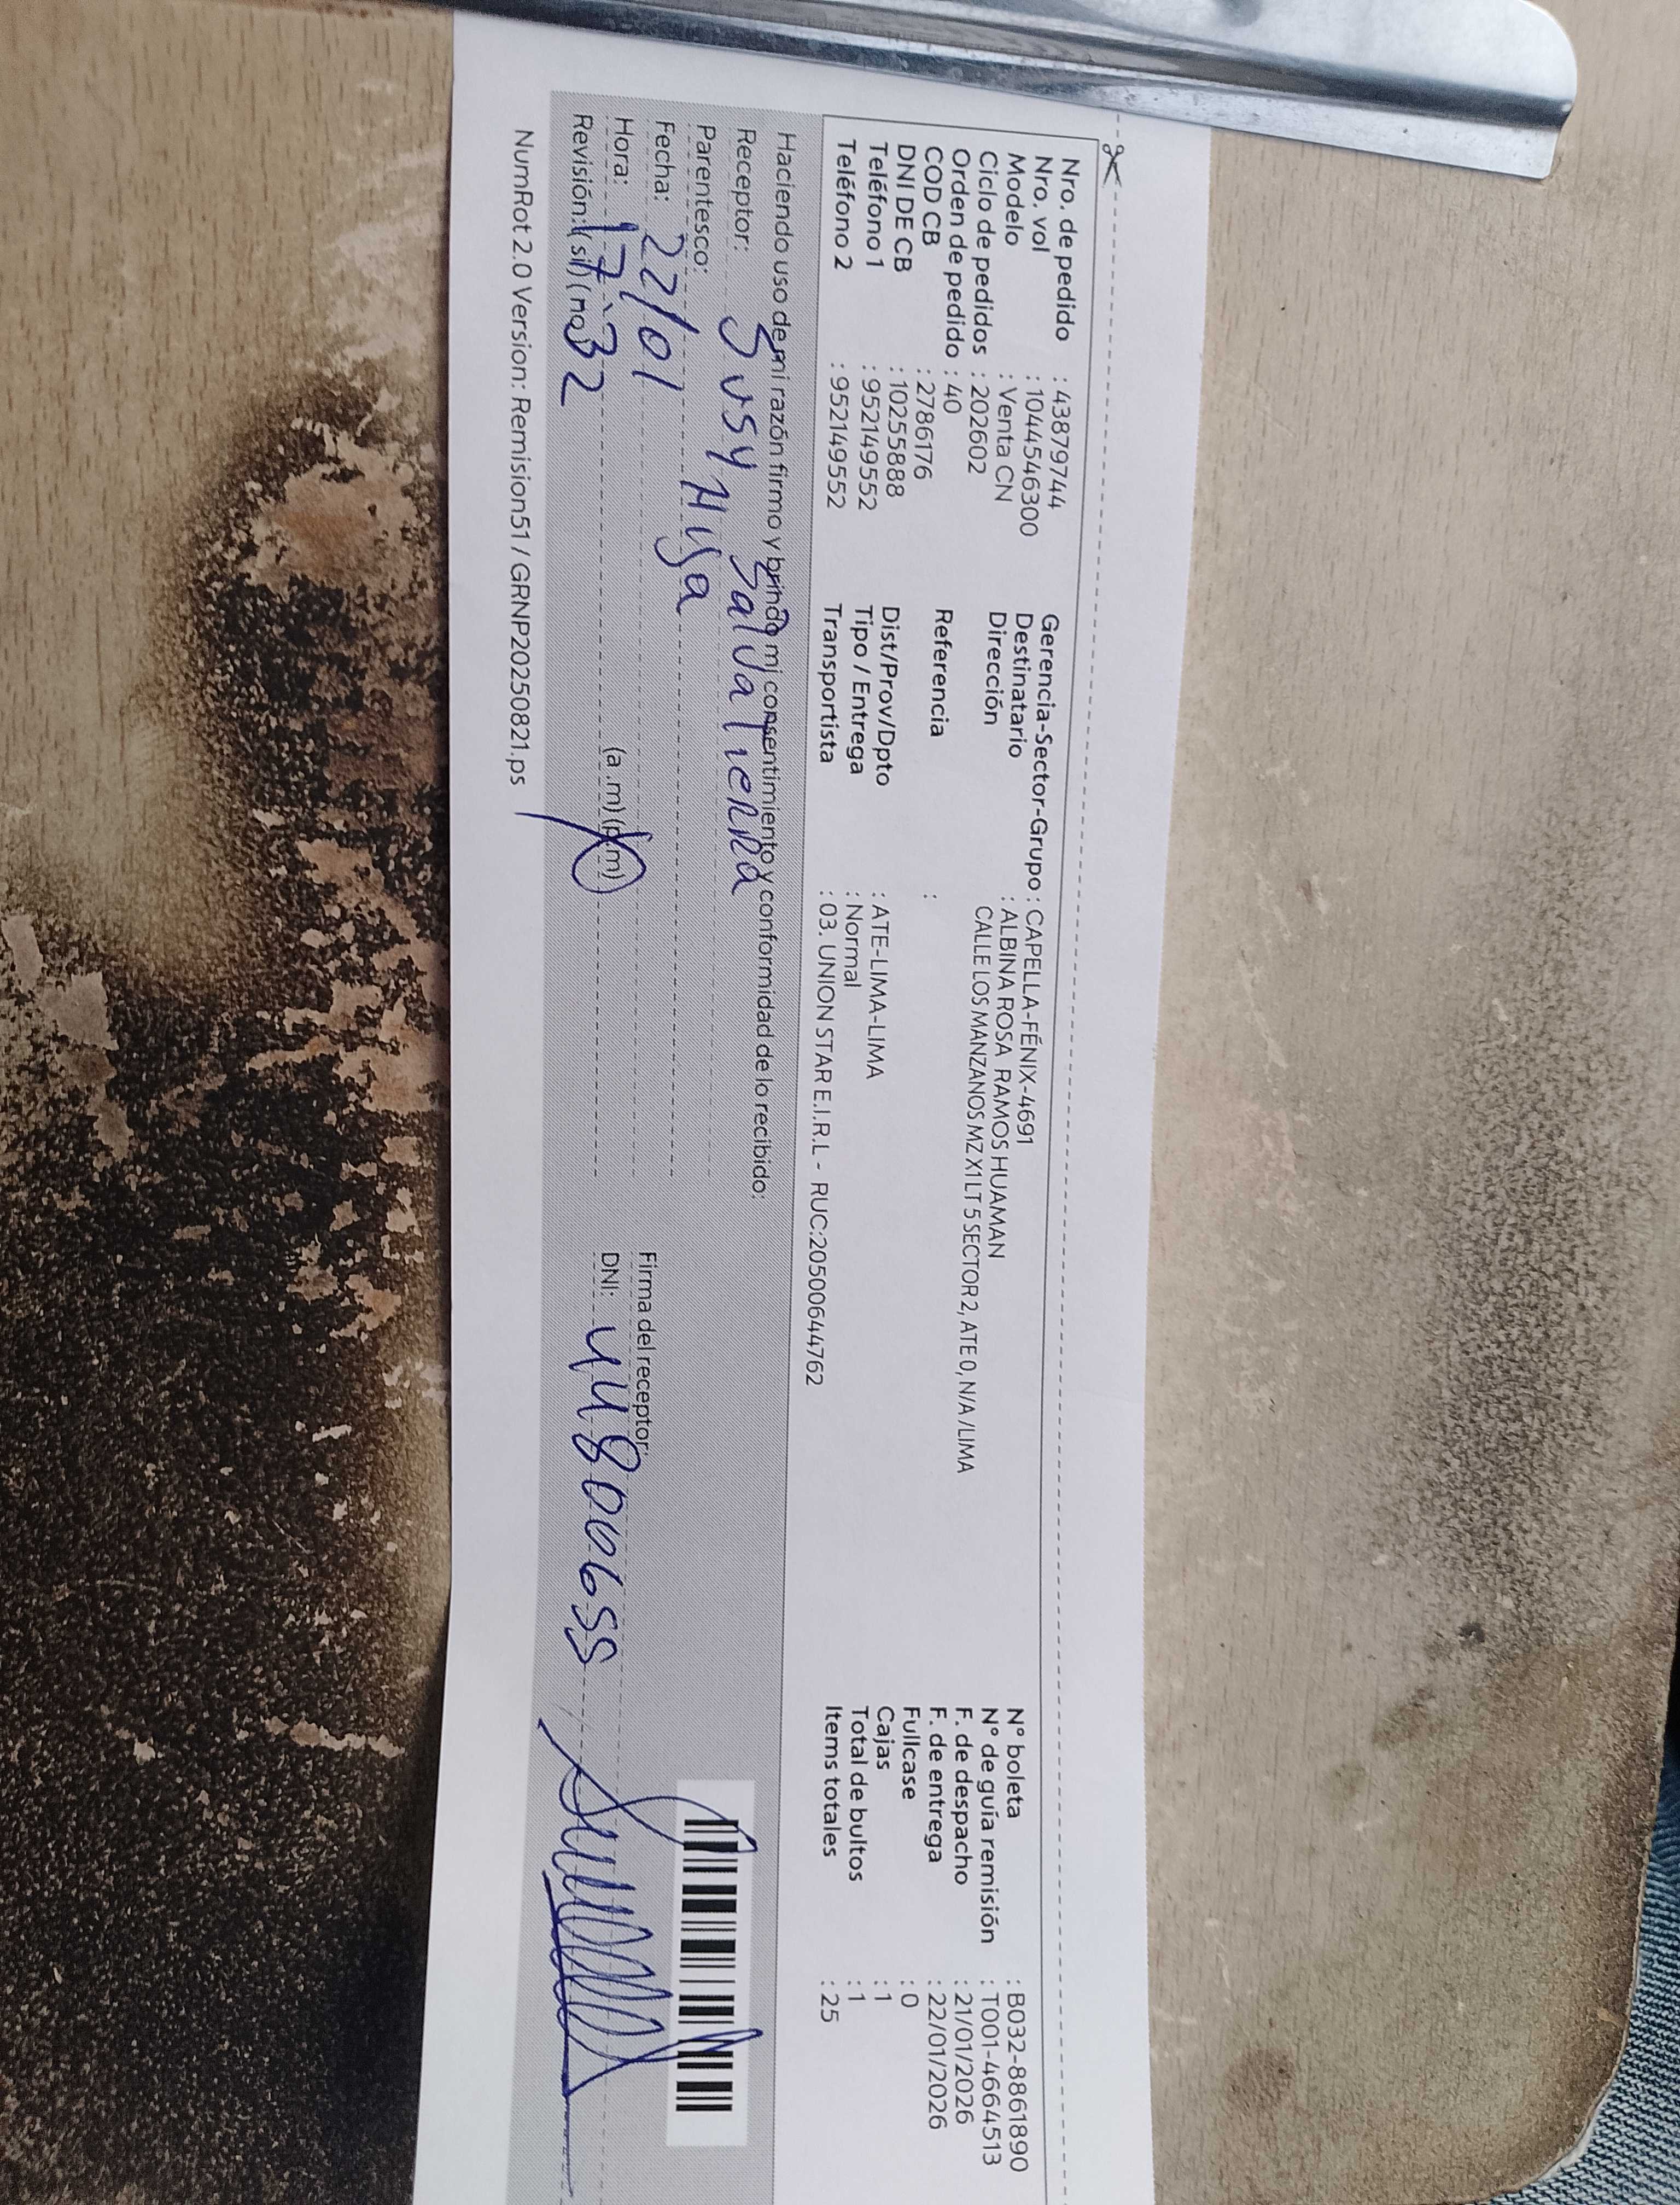 Nro. de pedido : 43879744
Nro. vol : 10445546300
Modelo : Venta CN
Ciclo de pedidos : 202602
Orden de pedido : 40
COD CB : 2786176
DNI DE CB : 10255888
Teléfono 1 : 952149552
Teléfono 2 : 952149552
Gerencia-Sector-Grupo : CAPELLA-FÉNIX-4691
Destinatario : ALBINA ROSA RAMOS HUAMAN
Dirección CALLE LOS MANZANOS MZ X1 LT 5 SECTOR 2, ATE 0, N/A /LIMA
Referencia :
Dist/Prov/Dpto : ATE-LIMA-LIMA
Tipo / Entrega : Normal
Transportista : 03. UNION STAR E.I.R.L - RUC:20500644762
Nº boleta : B032-8861890
Nº de guía remisión : T001-4664513
F. de despacho : 21/01/2026
F. de entrega : 22/01/2026
Fullcase : 0
Cajas : 1
Total de bultos : 1
Items totales : 25
Haciendo uso de mi razón firmo y brindo mi consentimiento y conformidad de lo recibido:
Receptor: Susy Salvatierra
Parentesco: Hija
Fecha: 22/01
Hora: 17:32 (a.m) (p.m)
Revisión: (si) (no)
Firma del receptor:
DNI: 44800655
NumRot 2.0 Version: Remision51 / GRNP20250821.ps